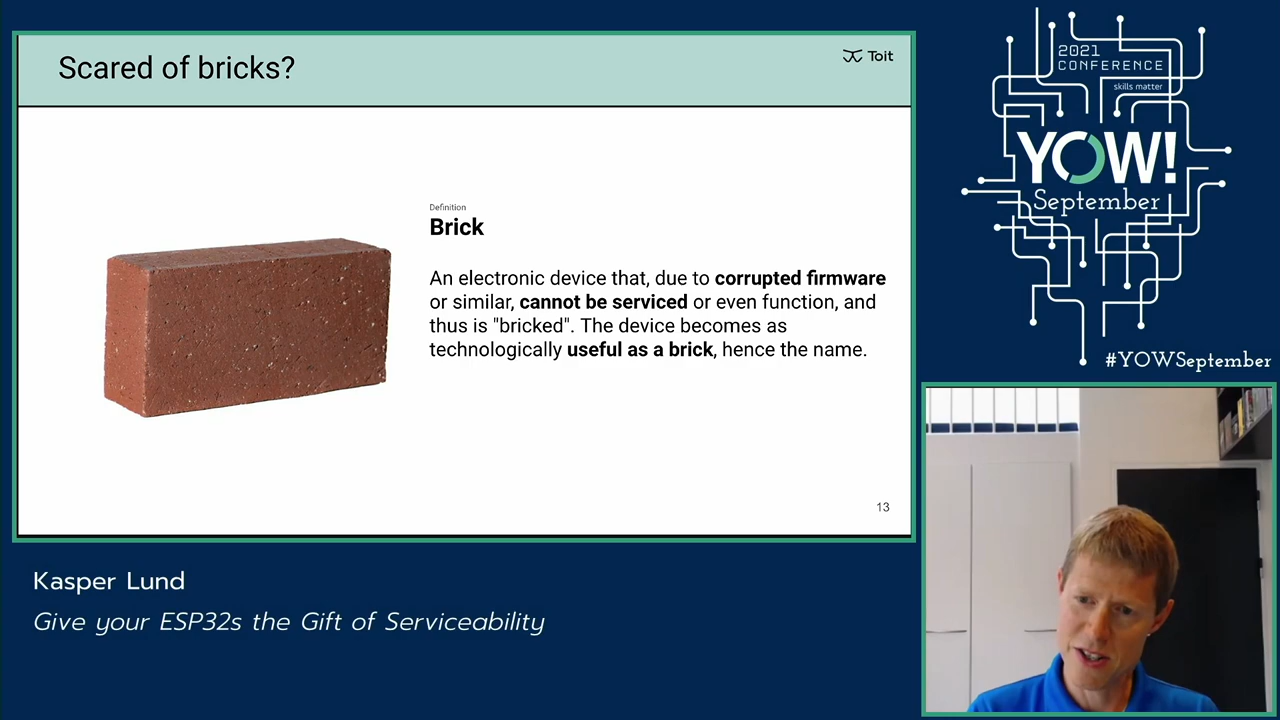 Scared of bricks?
Toit
Definition
Brick
An electronic device that, due to corrupted firmware
or similar, cannot be serviced or even function, and
thus is "bricked". The device becomes as
technologically useful as a brick, hence the name.
13
Kasper Lund
Give your ESP32s the Gift of Serviceability
2021
CONFERENCE
skills matter
YOW!
September
#YOWSeptember